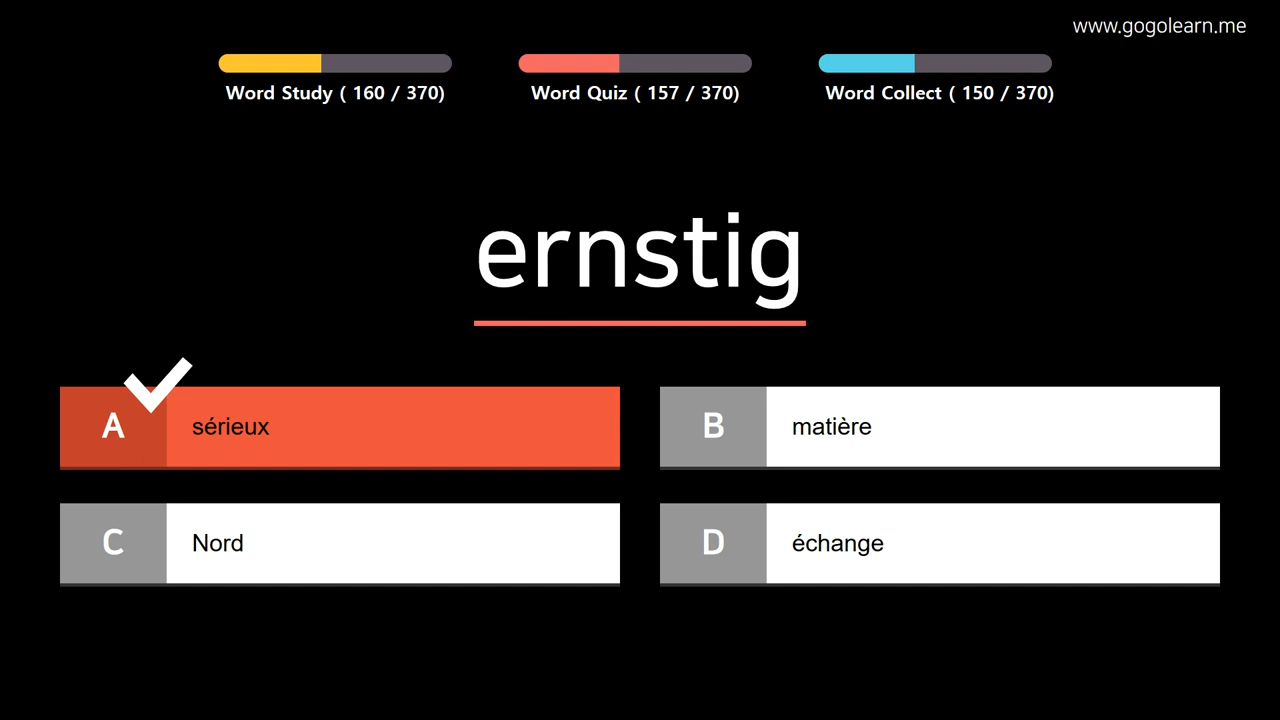 www.gogolearn.me
Word Study ( 160 / 370)
Word Quiz ( 157 / 370)
Word Collect ( 150 / 370)
ernstig
A sérieux
B matière
C Nord
D échange